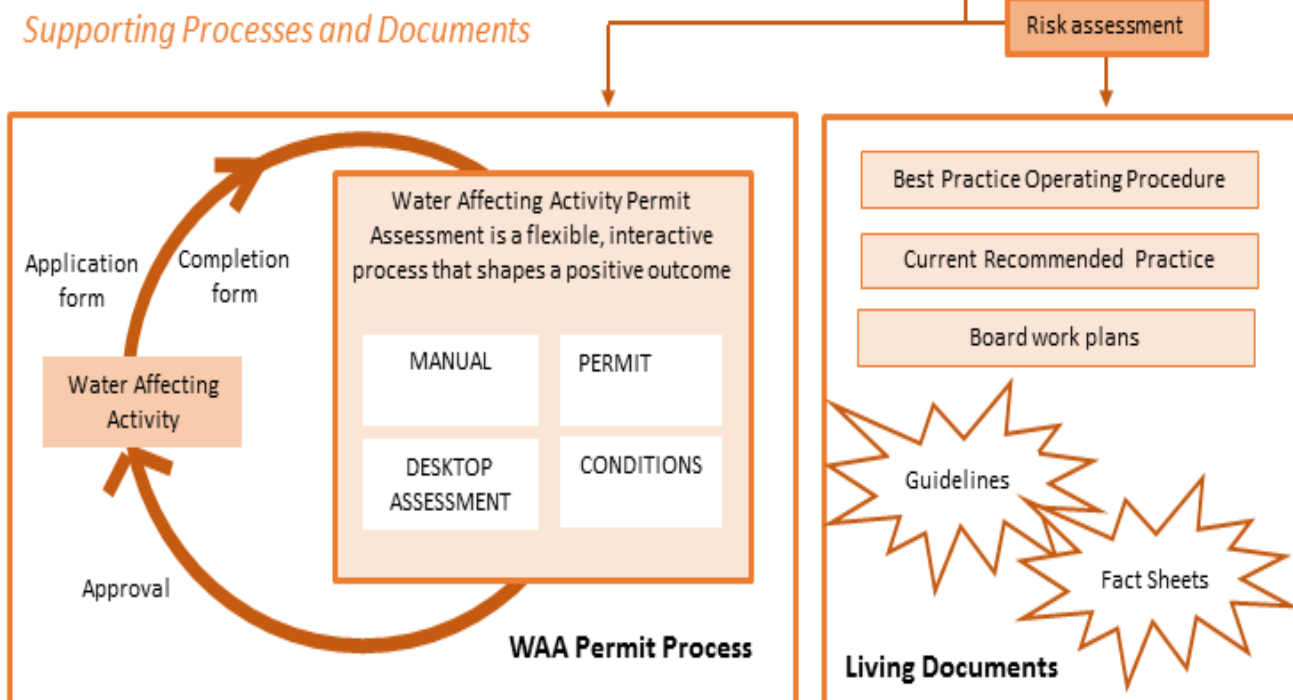 Supporting Processes and Documents
Risk assessment
Application
form
Completion
form
Water Affecting
Activity
Approval
Water Affecting Activity Permit
Assessment is a flexible, interactive
process that shapes a positive outcome
MANUAL
PERMIT
DESKTOP
ASSESSMENT
CONDITIONS
WAA Permit Process
Best Practice Operating Procedure
Current Recommended Practice
Board work plans
Guidelines
Fact Sheets
Living Documents